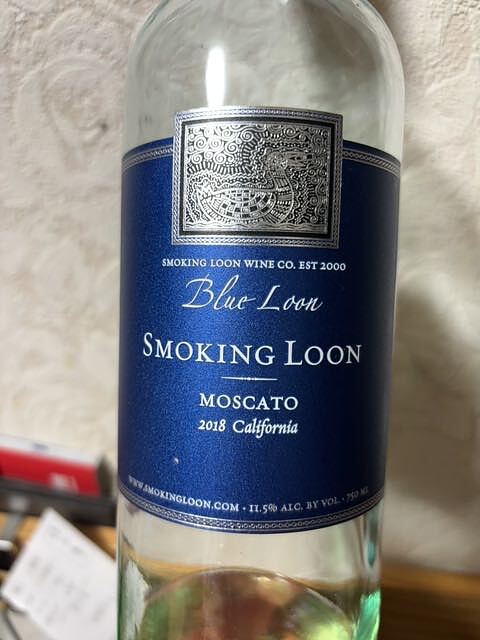 SMOKING LOON WINE CO. EST 2000
Blue Loon
SMOKING LOON
MOSCATO
2018 California
WWW.SMOKINGLOON.COM · 11.5% ALC. BY VOL. · 750 ML